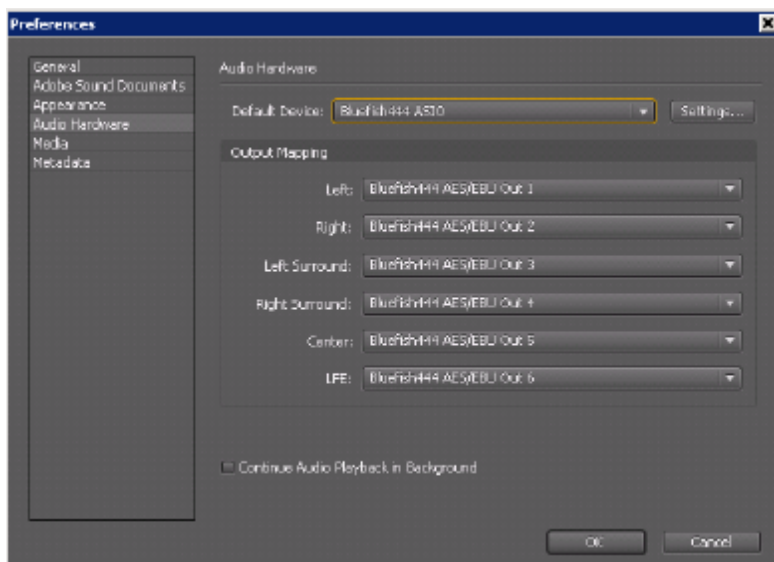 Preferences
General
Adobe Sound Documents
Appearance
Audio Hardware
Media
Metadata
Audio Hardware
Default Device: Bluefish444 ASIO Settings...
Output Mapping
Left: Bluefish444 AES/EBU Out 1
Right: Bluefish444 AES/EBU Out 2
Left Surround: Bluefish444 AES/EBU Out 3
Right Surround: Bluefish444 AES/EBU Out 4
Center: Bluefish444 AES/EBU Out 5
LFE: Bluefish444 AES/EBU Out 6
Continue Audio Playback in Background
OK Cancel